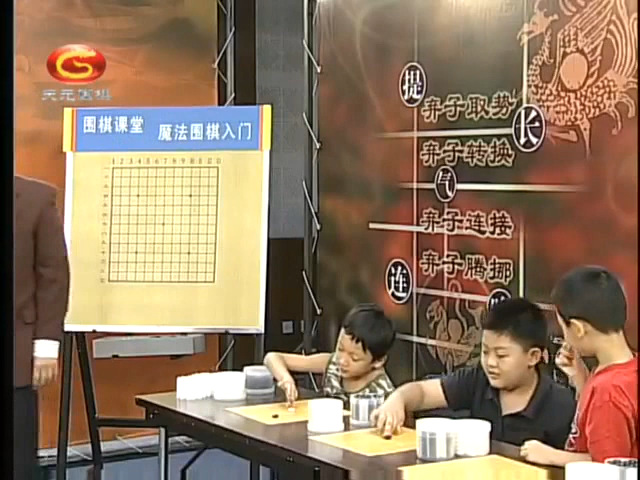 天元围棋
围棋课堂 魔法围棋入门
提
弃子取势
长
弃子转换
气
弃子连接
弃子腾挪
连